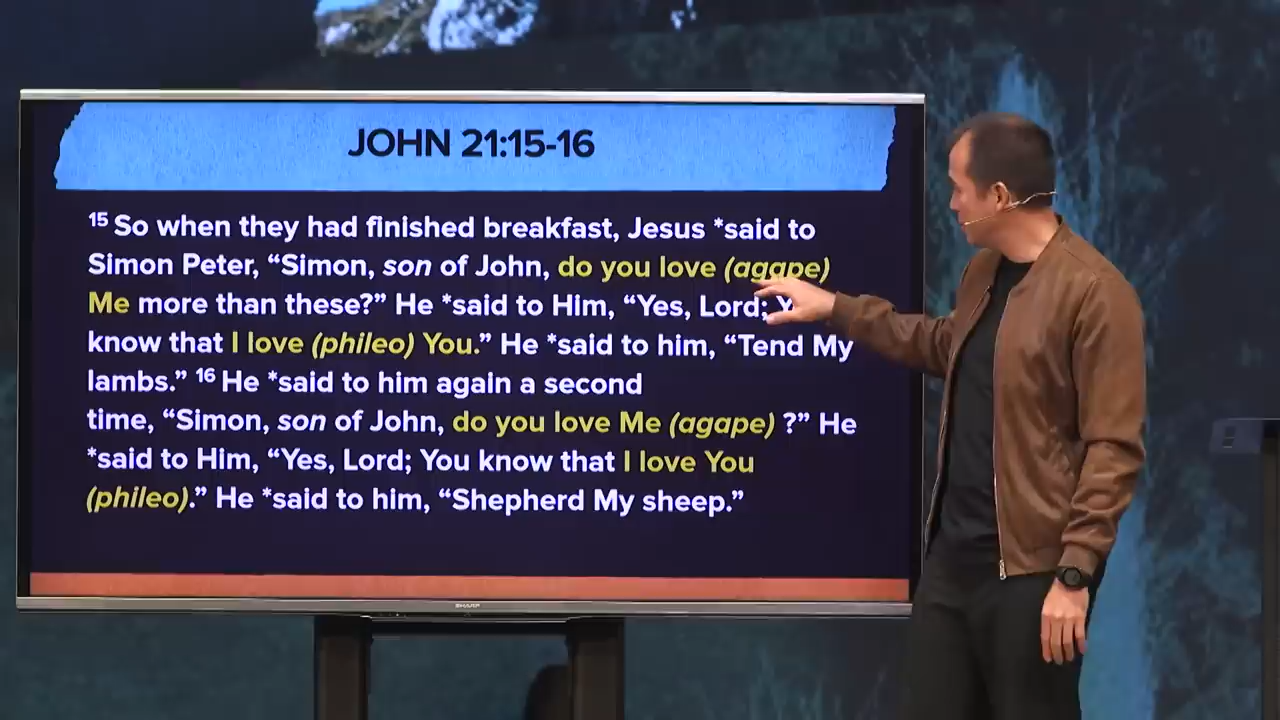 JOHN 21:15-16
15 So when they had finished breakfast, Jesus *said to
Simon Peter, “Simon, son of John, do you love (agape)
Me more than these?” He *said to Him, “Yes, Lord;
know that I love (phileo) You.” He *said to him, “Tend My
lambs.” 16 He *said to him again a second
time, “Simon, son of John, do you love Me (agape) ?” He
*said to Him, “Yes, Lord; You know that I love You
(phileo).” He *said to him, “Shepherd My sheep.”
SHARP